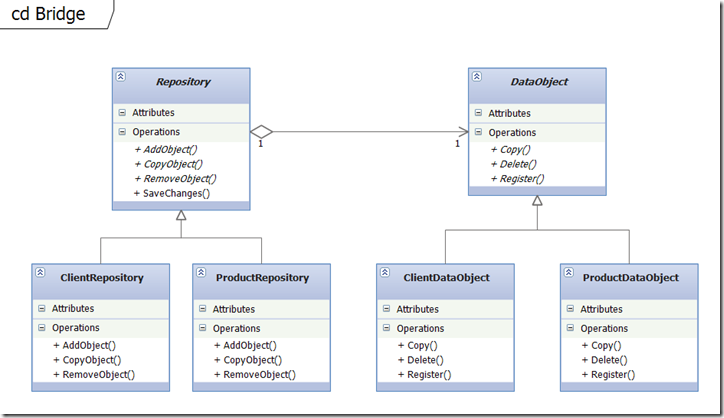 cd Bridge
Repository
Attributes
Operations
+ AddObject()
+ CopyObject()
+ RemoveObject()
+ SaveChanges()
1
1
DataObject
Attributes
Operations
+ Copy()
+ Delete()
+ Register()
ClientRepository
Attributes
Operations
+ AddObject()
+ CopyObject()
+ RemoveObject()
ProductRepository
Attributes
Operations
+ AddObject()
+ CopyObject()
+ RemoveObject()
ClientDataObject
Attributes
Operations
+ Copy()
+ Delete()
+ Register()
ProductDataObject
Attributes
Operations
+ Copy()
+ Delete()
+ Register()